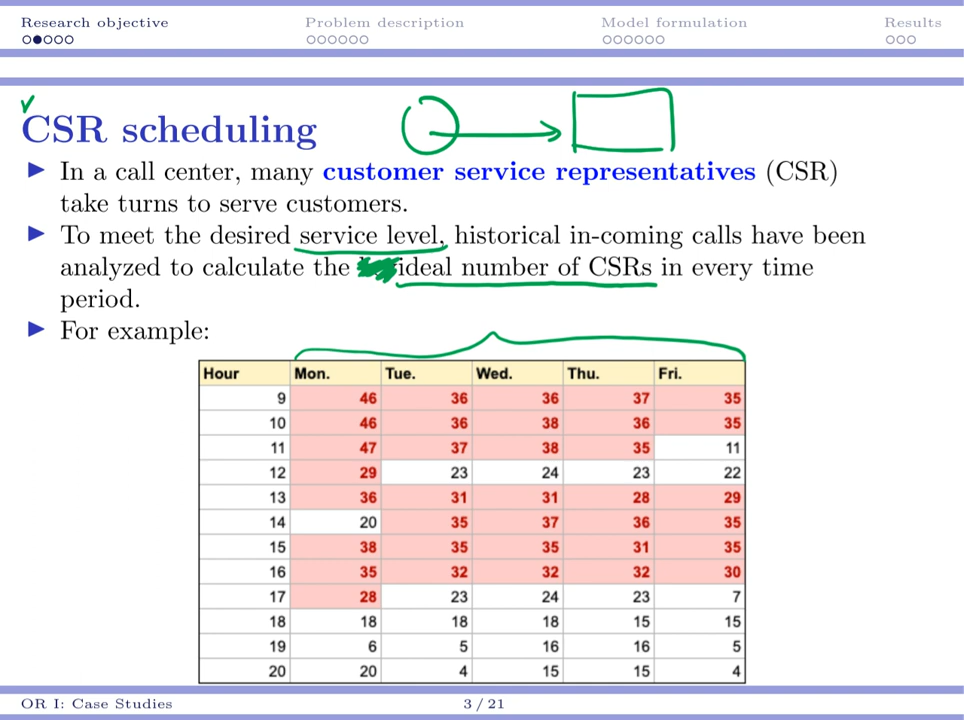 Research objective Problem description Model formulation Results
CSR scheduling
In a call center, many customer service representatives (CSR)
take turns to serve customers.
To meet the desired service level, historical in-coming calls have been
analyzed to calculate the ideal number of CSRs in every time
period.
For example:
Hour Mon. Tue. Wed. Thu. Fri.
9 46 36 36 37 35
10 46 36 38 36 35
11 47 37 38 35 11
12 29 23 24 23 22
13 36 31 31 28 29
14 20 35 37 36 35
15 38 35 35 31 35
16 35 32 32 32 30
17 28 23 24 23 7
18 18 18 18 15 15
19 6 5 16 16 5
20 20 4 15 15 4
OR I: Case Studies 3 / 21